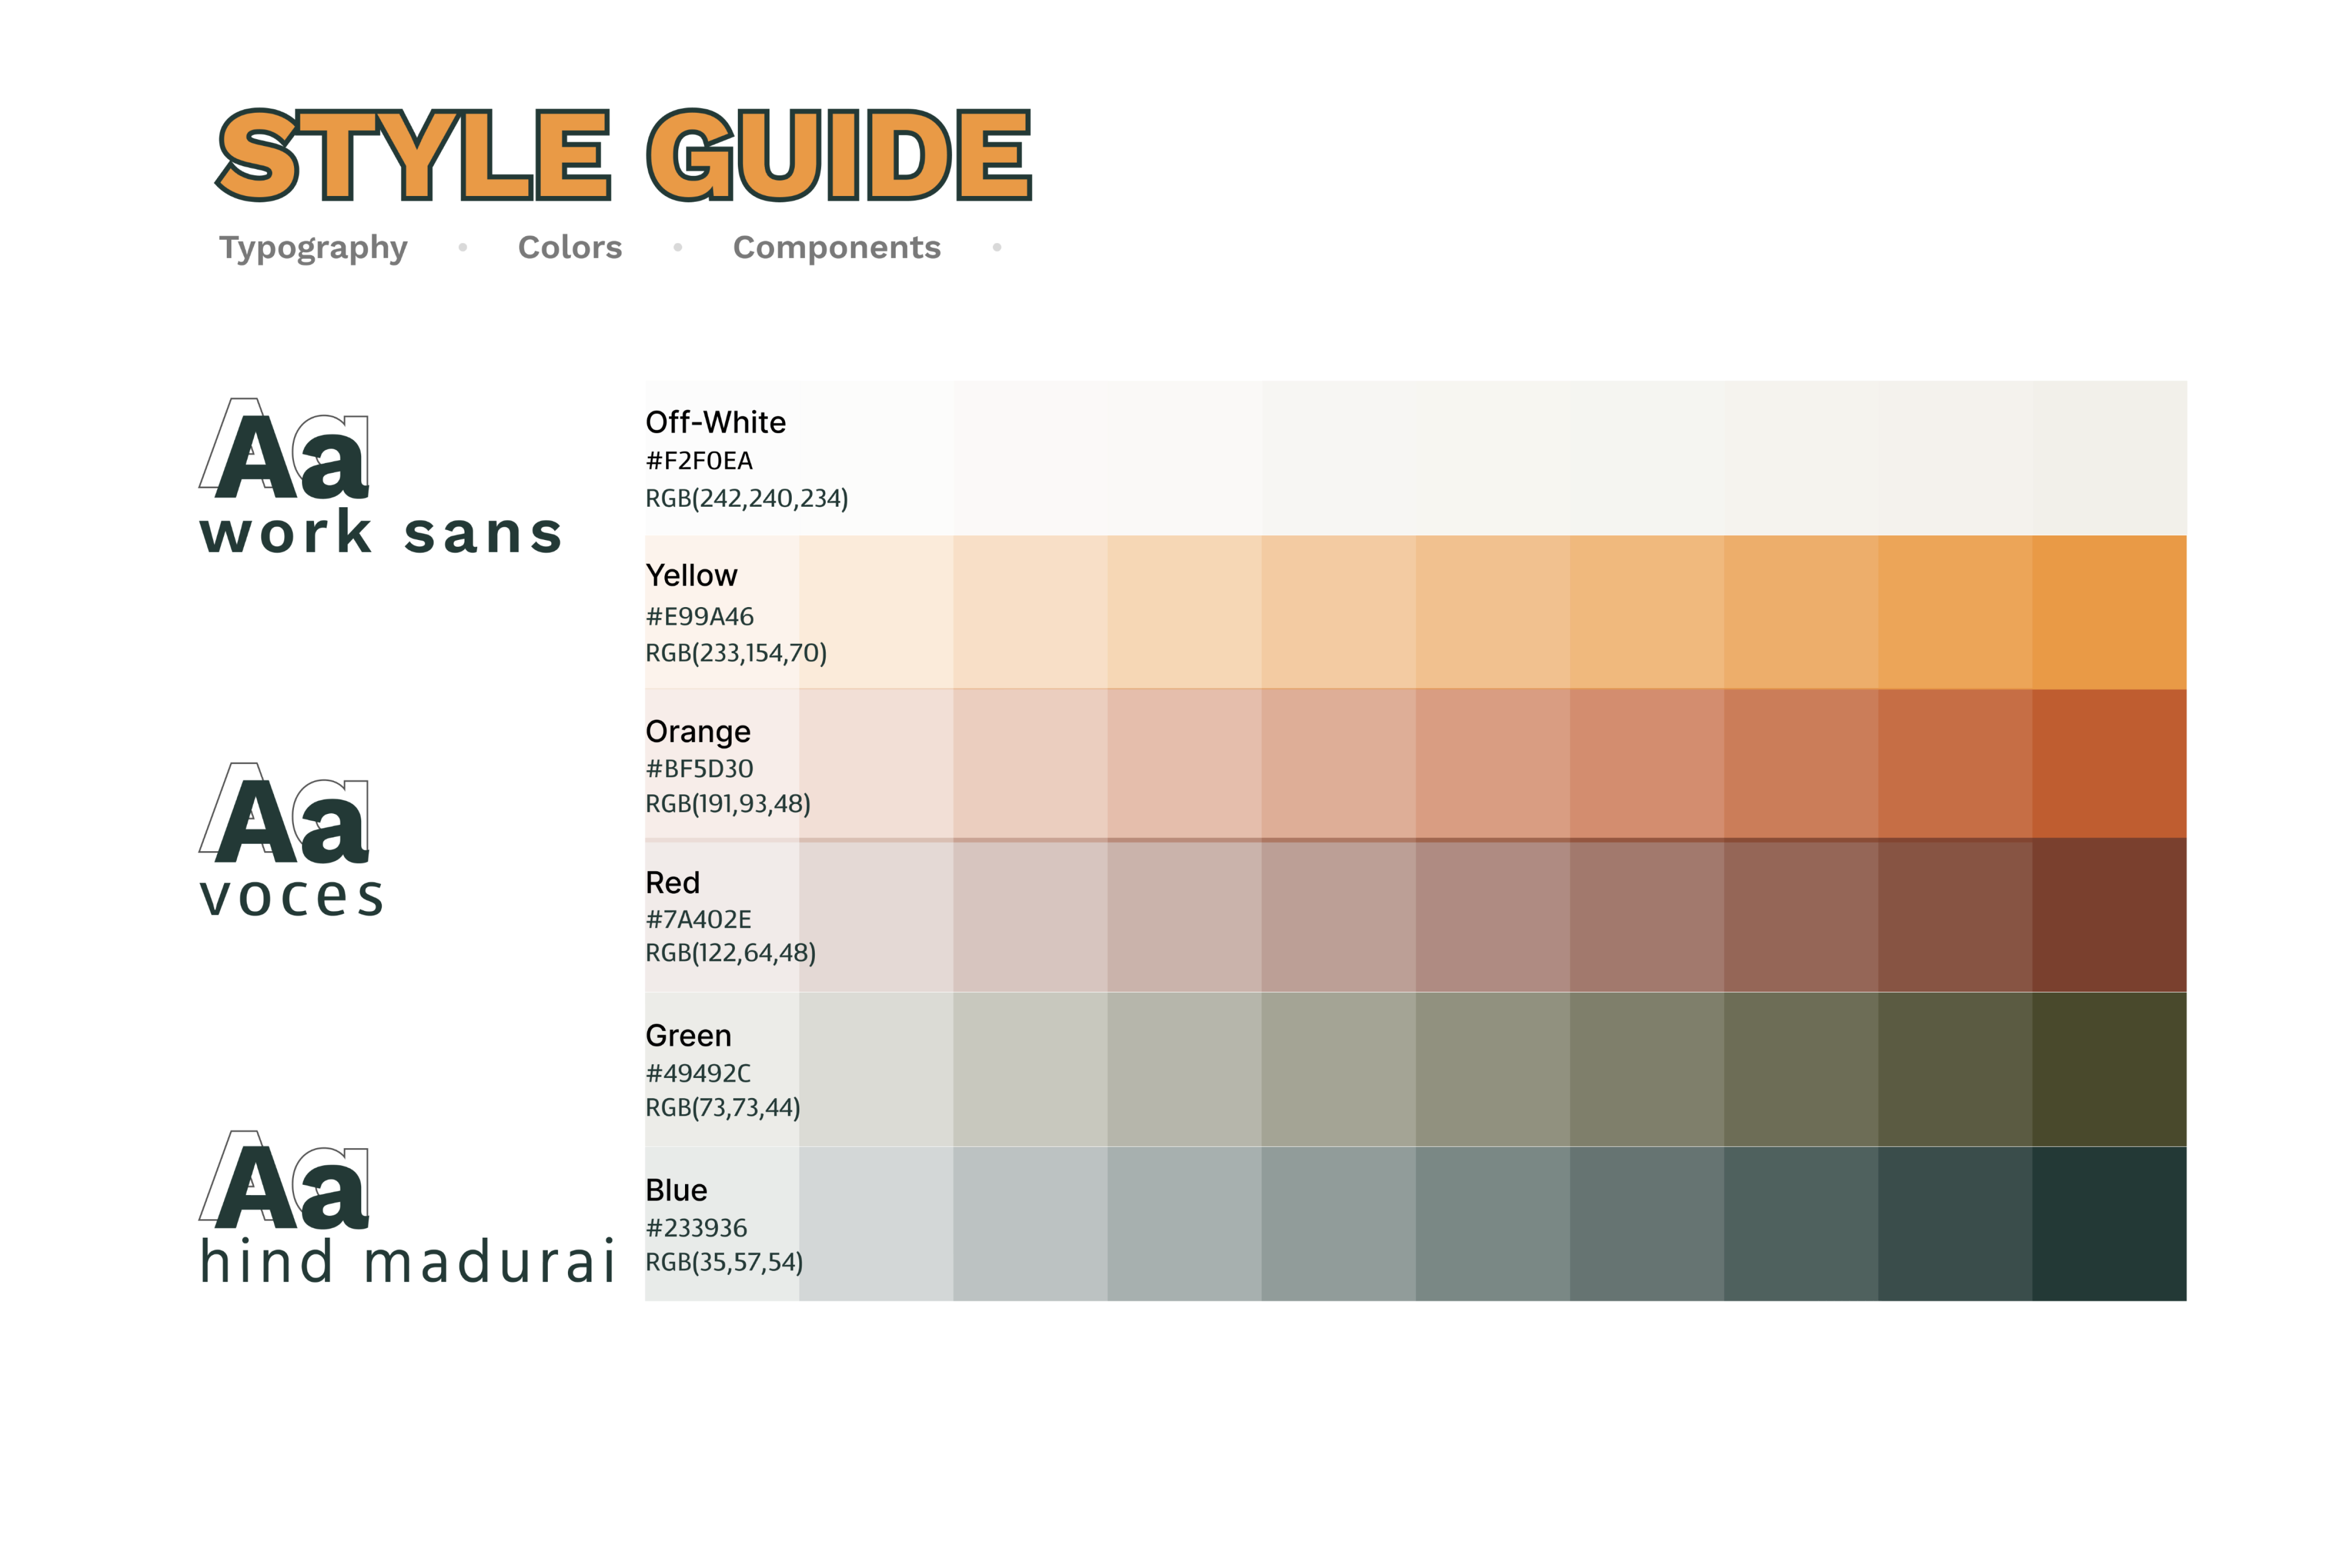 STYLE GUIDE
Typography • Colors • Components •
Aa
work sans
Aa
voces
Aa
hind madurai
Off-White
#F2F0EA
RGB(242,240,234)
Yellow
#E99A46
RGB(233,154,70)
Orange
#BF5D30
RGB(191,93,48)
Red
#7A402E
RGB(122,64,48)
Green
#49492C
RGB(73,73,44)
Blue
#233936
RGB(35,57,54)